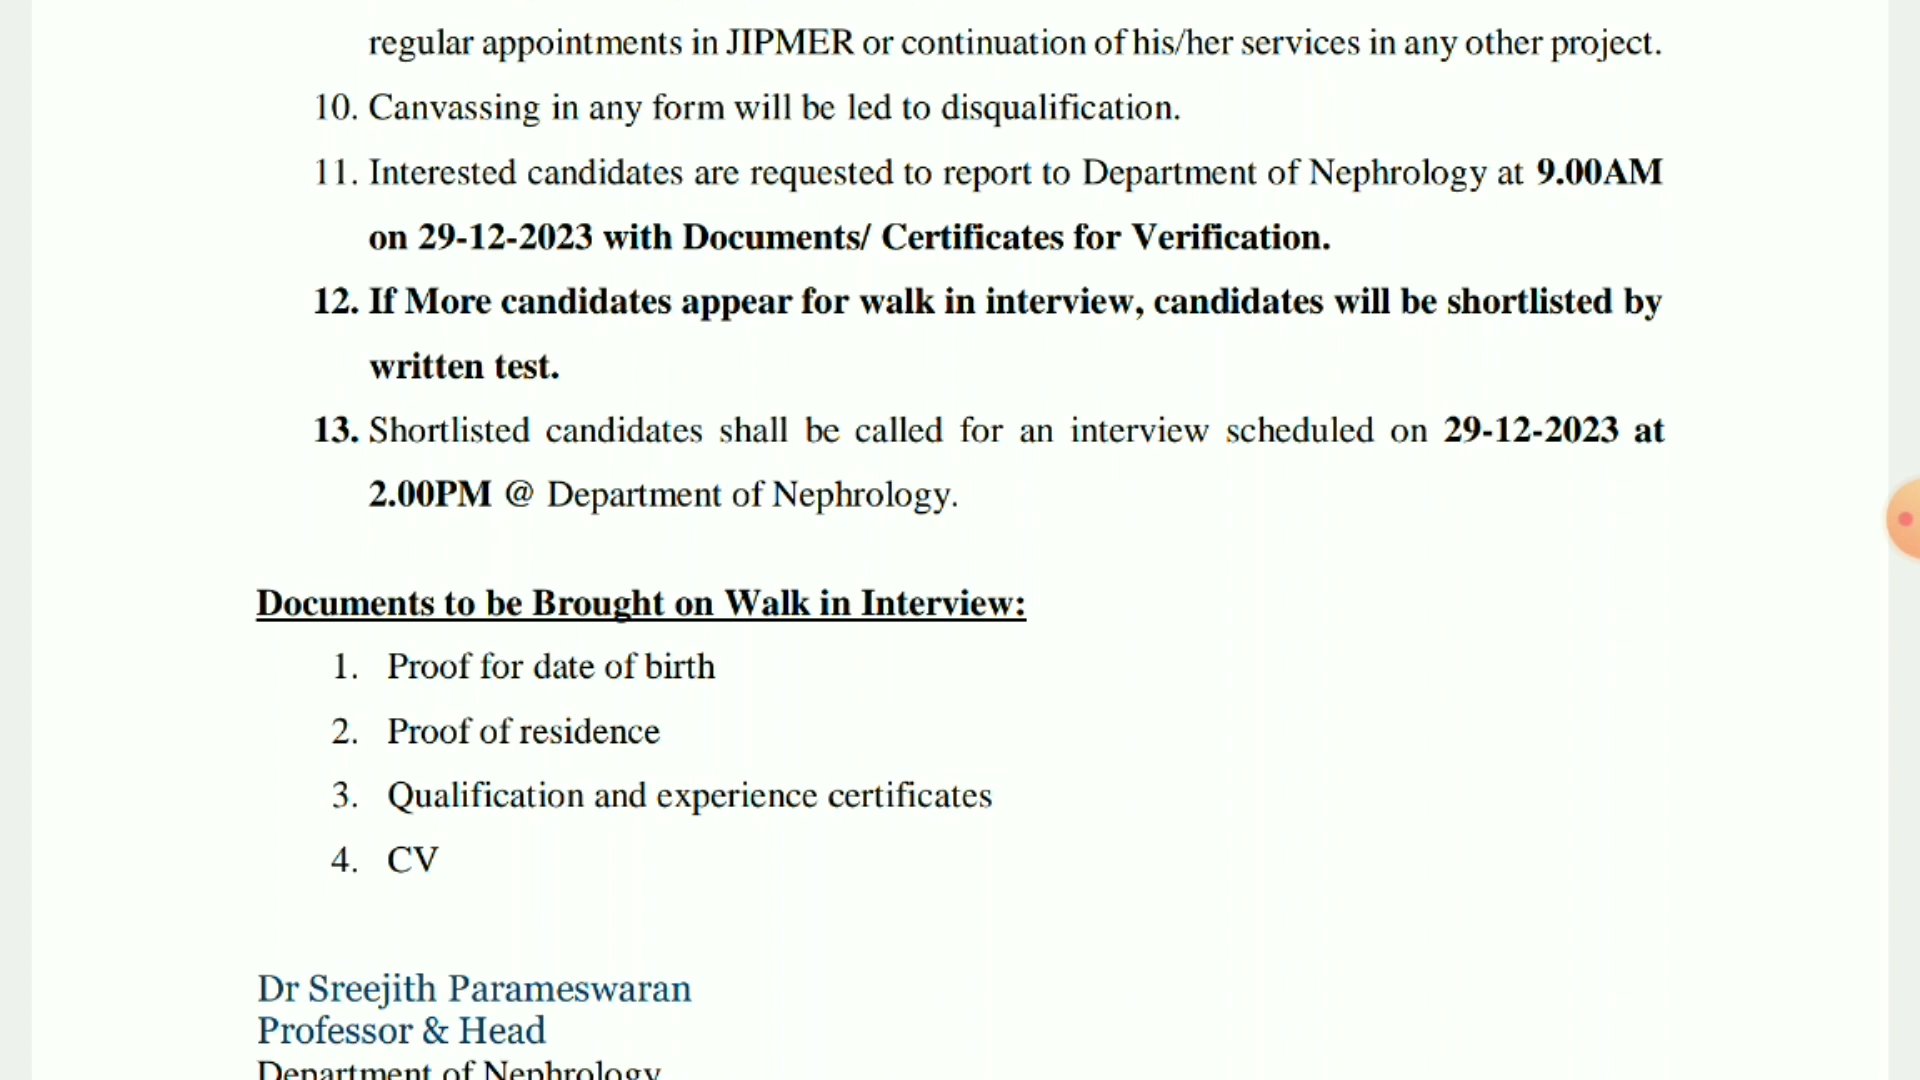 regular appointments in JIPMER or continuation of his/her services in any other project.
10. Canvassing in any form will be led to disqualification.
11. Interested candidates are requested to report to Department of Nephrology at 9.00AM
on 29-12-2023 with Documents/ Certificates for Verification.
12. If More candidates appear for walk in interview, candidates will be shortlisted by
written test.
13. Shortlisted candidates shall be called for an interview scheduled on 29-12-2023 at
2.00PM @ Department of Nephrology.
Documents to be Brought on Walk in Interview:
1. Proof for date of birth
2. Proof of residence
3. Qualification and experience certificates
4. CV
Dr Sreejith Parameswaran
Professor & Head
Department of Nephrology